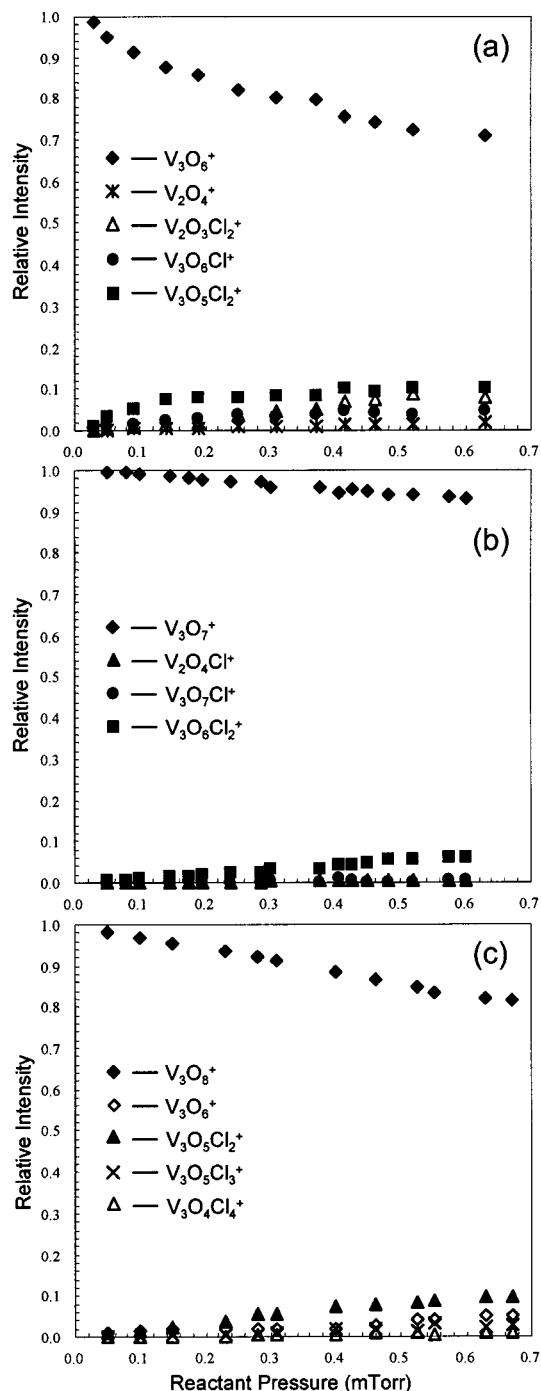 (a)
1.0
0.9
0.8
0.7
0.6
0.5
0.4
0.3
0.2
0.1
0.0
Relative Intensity
V₃O₆⁺
V₂O₄⁺
V₂O₃Cl₂⁺
V₃O₆Cl⁺
V₃O₅Cl₂⁺
0.0 0.1 0.2 0.3 0.4 0.5 0.6 0.7
(b)
1.0
0.9
0.8
0.7
0.6
0.5
0.4
0.3
0.2
0.1
0.0
Relative Intensity
V₃O₇⁺
V₂O₄Cl⁺
V₃O₇Cl⁺
V₃O₆Cl₂⁺
0.0 0.1 0.2 0.3 0.4 0.5 0.6 0.7
(c)
1.0
0.9
0.8
0.7
0.6
0.5
0.4
0.3
0.2
0.1
0.0
Relative Intensity
V₃O₈⁺
V₃O₆⁺
V₃O₅Cl₂⁺
V₃O₅Cl₃⁺
V₃O₄Cl₄⁺
0.0 0.1 0.2 0.3 0.4 0.5 0.6 0.7
Reactant Pressure (mTorr)